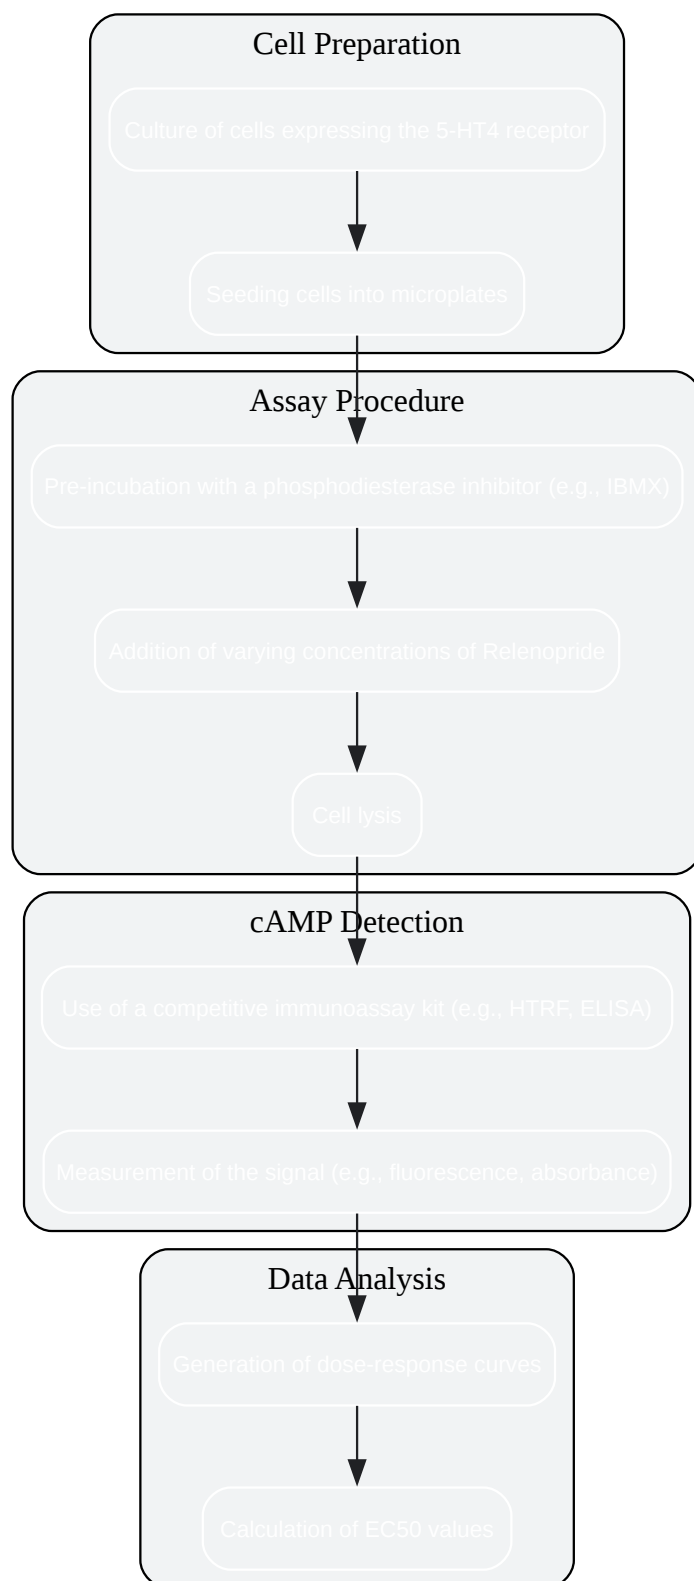 Cell Preparation
Culture of cells expressing the 5-HT4 receptor
Seeding cells into microplates
Assay Procedure
Pre-incubation with a phosphodiesterase inhibitor (e.g., IBMX)
Addition of varying concentrations of Relenopride
Cell lysis
cAMP Detection
Use of a competitive immunoassay kit (e.g., HTRF, ELISA)
Measurement of the signal (e.g., fluorescence, absorbance)
Data Analysis
Generation of dose-response curves
Calculation of EC50 values